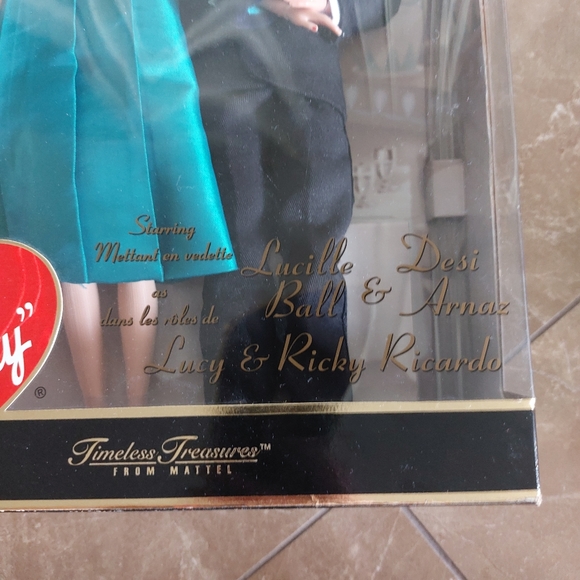 Starring
Mettant en vedette
Lucille Ball & Desi Arnaz
as
dans les rôles de
Lucy & Ricky Ricardo
y"
®
Timeless Treasures™
FROM MATTEL